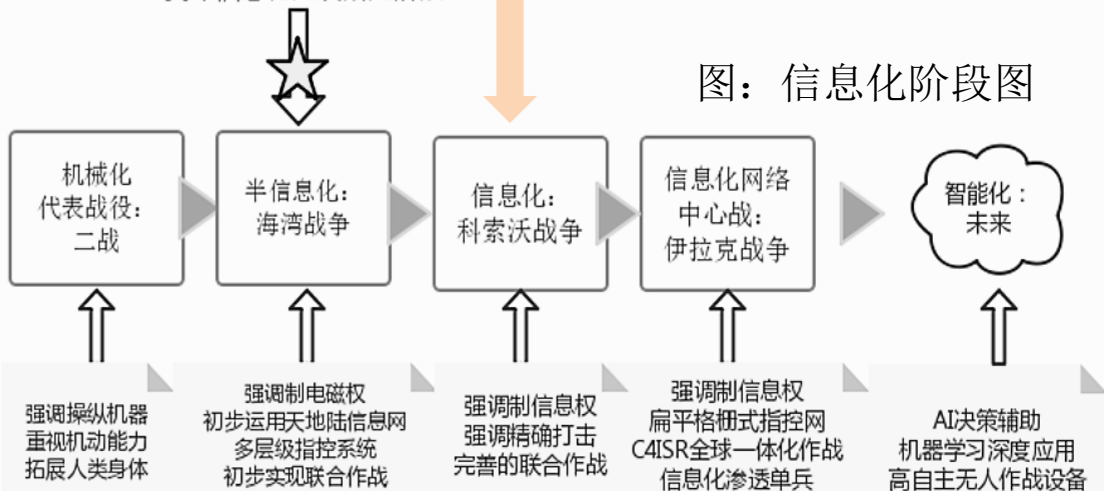 图：信息化阶段图
机械化
代表战役：
二战
半信息化：
海湾战争
信息化：
科索沃战争
信息化网络
中心战：
伊拉克战争
智能化：
未来
强调操纵机器
重视机动能力
拓展人类身体
强调制电磁权
初步运用天地陆信息网
多层级指控系统
初步实现联合作战
强调制信息权
强调精确打击
完善的联合作战
强调制信息权
扁平格栅式指控网
C4ISR全球一体化作战
信息化渗透单兵
AI决策辅助
机器学习深度应用
高自主无人作战设备